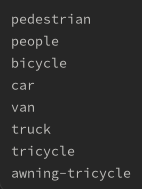 pedestrian
people
bicycle
car
van
truck
tricycle
awning-tricycle